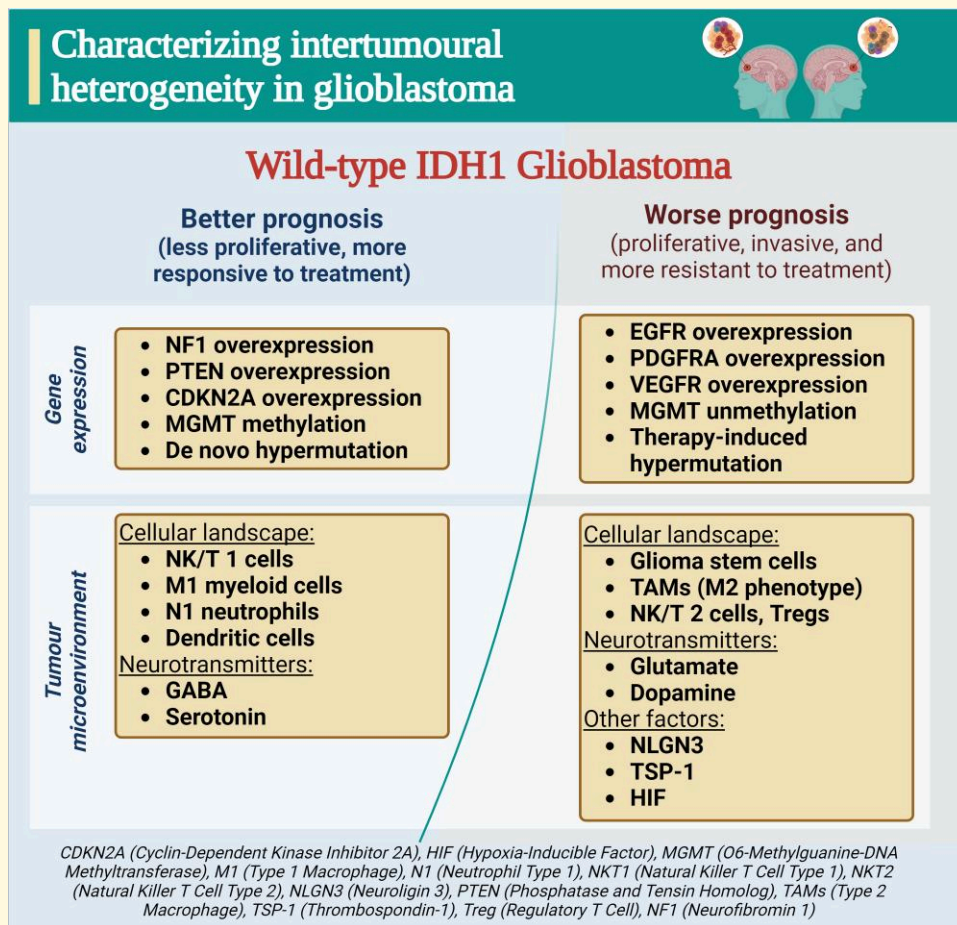 Characterizing intertumoural
heterogeneity in glioblastoma
Wild-type IDH1 Glioblastoma
Better prognosis
(less proliferative, more
responsive to treatment)
Worse prognosis
(proliferative, invasive, and
more resistant to treatment)
Gene
expression
• NF1 overexpression
• PTEN overexpression
• CDKN2A overexpression
• MGMT methylation
• De novo hypermutation
• EGFR overexpression
• PDGFRA overexpression
• VEGFR overexpression
• MGMT unmethylation
• Therapy-induced
hypermutation
Tumour
microenvironment
Cellular landscape:
• NK/T 1 cells
• M1 myeloid cells
• N1 neutrophils
• Dendritic cells
Neurotransmitters:
• GABA
• Serotonin
Cellular landscape:
• Glioma stem cells
• TAMs (M2 phenotype)
• NK/T 2 cells, Tregs
Neurotransmitters:
• Glutamate
• Dopamine
Other factors:
• NLGN3
• TSP-1
• HIF
CDKN2A (Cyclin-Dependent Kinase Inhibitor 2A), HIF (Hypoxia-Inducible Factor), MGMT (O6-Methylguanine-DNA
Methyltransferase), M1 (Type 1 Macrophage), N1 (Neutrophil Type 1), NKT1 (Natural Killer T Cell Type 1), NKT2
(Natural Killer T Cell Type 2), NLGN3 (Neuroligin 3), PTEN (Phosphatase and Tensin Homolog), TAMs (Type 2
Macrophage), TSP-1 (Thrombospondin-1), Treg (Regulatory T Cell), NF1 (Neurofibromin 1)